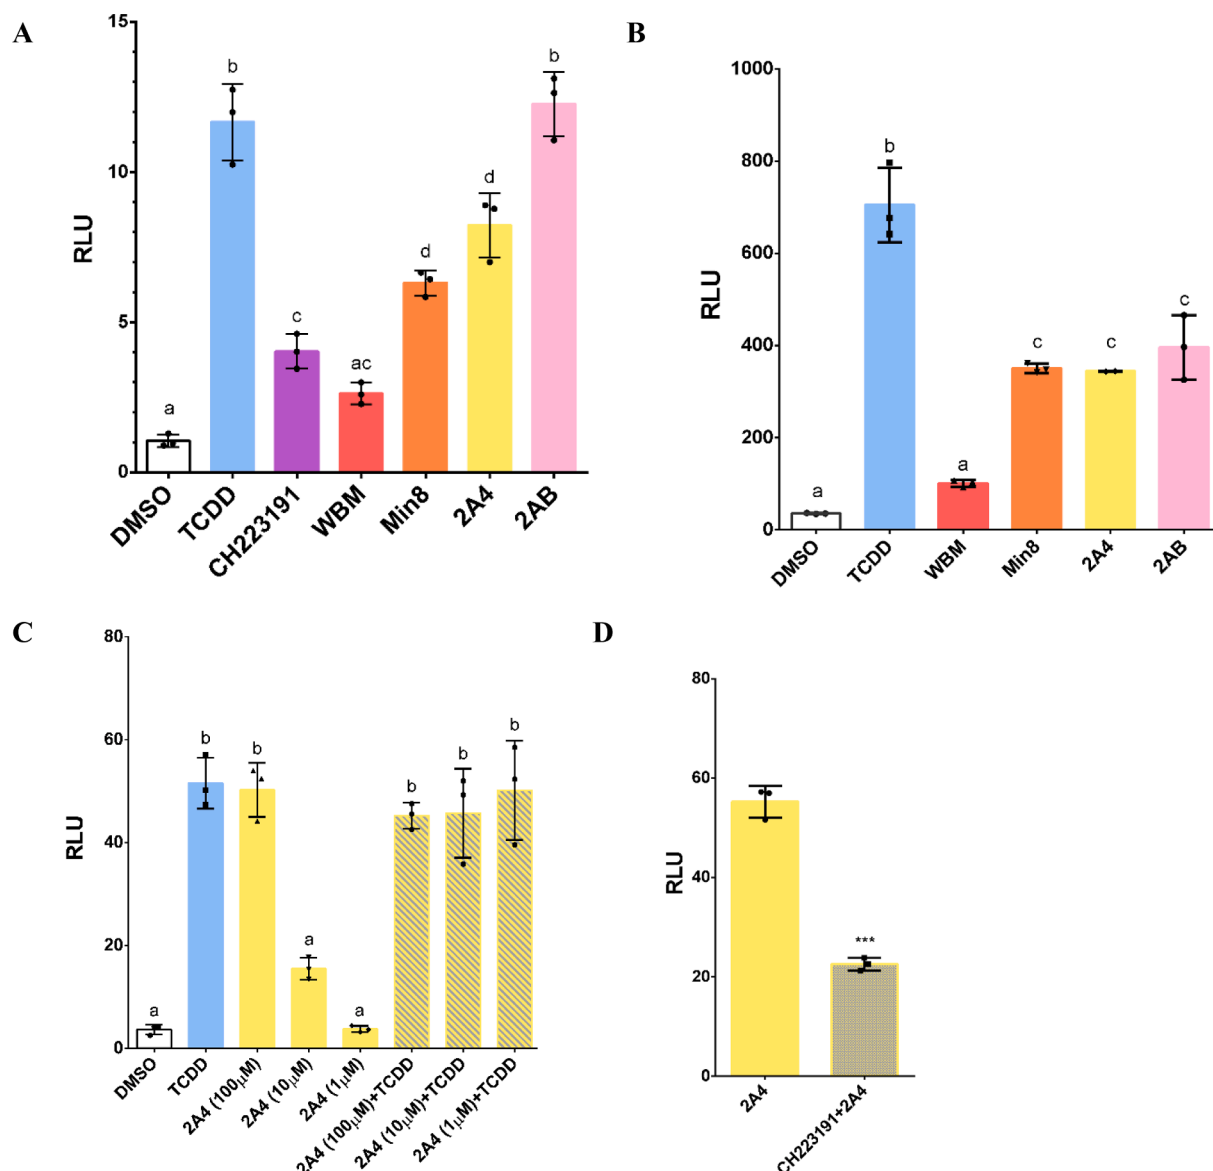 A
15
10
5
0
RLU
a
b
c
ac
d
d
b
DMSO
TCDD
CH223191
WBM
Min8
2A4
2AB
B
1000
800
600
400
200
0
RLU
a
b
a
c
c
c
DMSO
TCDD
WBM
Min8
2A4
2AB
C
80
60
40
20
0
RLU
a
b
b
a
a
b
b
b
DMSO
TCDD
2A4 (100μM)
2A4 (10μM)
2A4 (1μM)
2A4 (100μM)+TCDD
2A4 (10μM)+TCDD
2A4 (1μM)+TCDD
D
80
60
40
20
0
RLU
***
2A4
CH223191+2A4